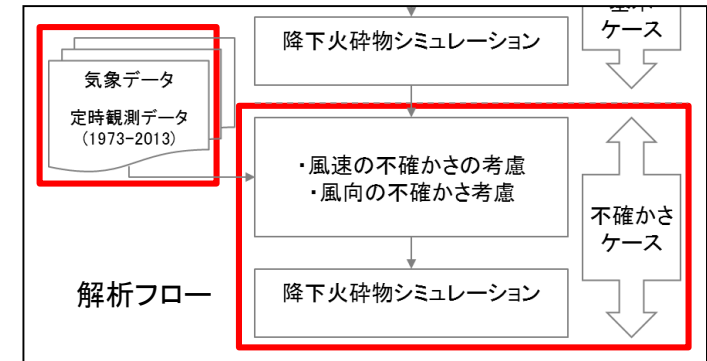 基本
ケース
降下火砕物シミュレーション
気象データ
定時観測データ
(1973-2013)
・風速の不確かさの考慮
・風向の不確かさ考慮
不確かさ
ケース
解析フロー
降下火砕物シミュレーション